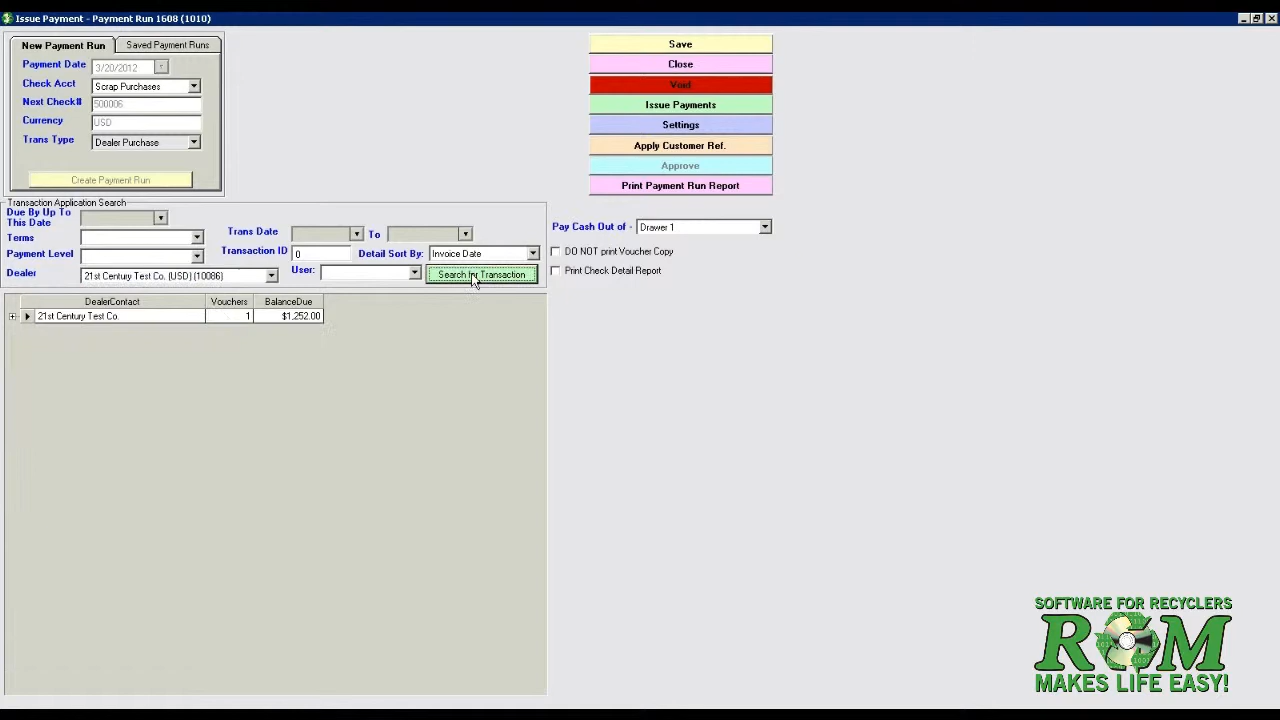 Issue Payment - Payment Run 1608 (1010)
New Payment Run
Saved Payment Runs
Payment Date 3/20/2012
Check Acct Scrap Purchases
Next Check# 500006
Currency USD
Trans Type Dealer Purchase
Create Payment Run
Save
Close
Void
Issue Payments
Settings
Apply Customer Ref.
Approve
Print Payment Run Report
Transaction Application Search
Due By Up To
This Date
Terms
Payment Level
Dealer 21st Century Test Co. (USD) (10086)
Trans Date To
Transaction ID 0 Detail Sort By: Invoice Date
User: Search for Transaction
Pay Cash Out of - Drawer 1
DO NOT print Voucher Copy
Print Check Detail Report
DealerContact Vouchers BalanceDue
21st Century Test Co. 1 $1,252.00
SOFTWARE FOR RECYCLERS
ROM
MAKES LIFE EASY!